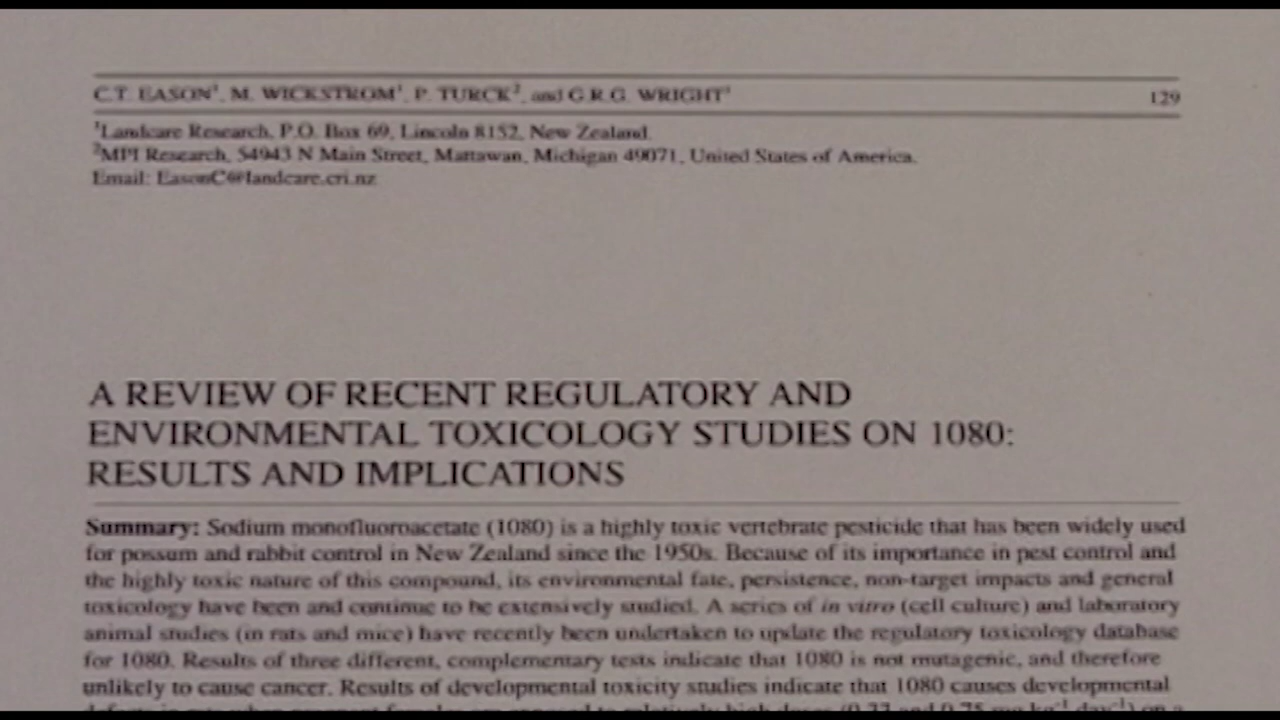 C.T. EASON¹, M. WICKSTROM¹, P. TURCK², and G.R.G. WRIGHT¹ 129
¹Landcare Research, P.O. Box 69, Lincoln 8152, New Zealand.
²MPI Research, 54943 N Main Street, Mattawan, Michigan 49071, United States of America.
Email: EasonC@landcare.cri.nz
A REVIEW OF RECENT REGULATORY AND
ENVIRONMENTAL TOXICOLOGY STUDIES ON 1080:
RESULTS AND IMPLICATIONS
Summary: Sodium monofluoroacetate (1080) is a highly toxic vertebrate pesticide that has been widely used
for possum and rabbit control in New Zealand since the 1950s. Because of its importance in pest control and
the highly toxic nature of this compound, its environmental fate, persistence, non-target impacts and general
toxicology have been and continue to be extensively studied. A series of in vitro (cell culture) and laboratory
animal studies (in rats and mice) have recently been undertaken to update the regulatory toxicology database
for 1080. Results of three different, complementary tests indicate that 1080 is not mutagenic, and therefore
unlikely to cause cancer. Results of developmental toxicity studies indicate that 1080 causes developmental